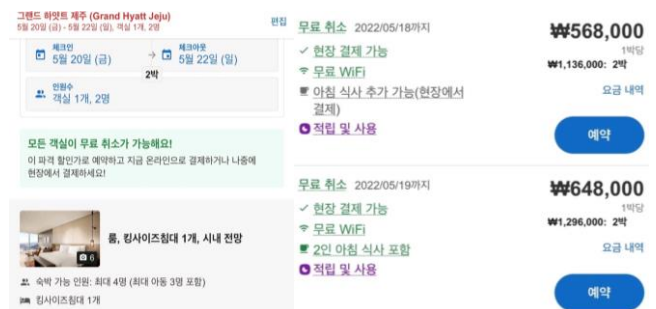 그랜드 하얏트 제주 (Grand Hyatt Jeju)
5월 20일 (금) - 5월 22일 (일), 객실 1개, 2명
편집
체크인
5월 20일 (금)
체크아웃
5월 22일 (일)
2박
인원수
객실 1개, 2명
모든 객실이 무료 취소가 가능해요!
이 파격 할인가로 예약하고 지금 온라인으로 결제하거나 나중에
현장에서 결제하세요!
6
룸, 킹사이즈침대 1개, 시내 전망
숙박 가능 인원: 최대 4명 (최대 아동 3명 포함)
킹사이즈침대 1개
무료 취소 2022/05/18까지
현장 결제 가능
무료 WiFi
아침 식사 추가 가능(현장에서
결제)
적립 및 사용
₩568,000
1박당
₩1,136,000: 2박
요금 내역
예약
무료 취소 2022/05/19까지
현장 결제 가능
무료 WiFi
2인 아침 식사 포함
적립 및 사용
₩648,000
1박당
₩1,296,000: 2박
요금 내역
예약